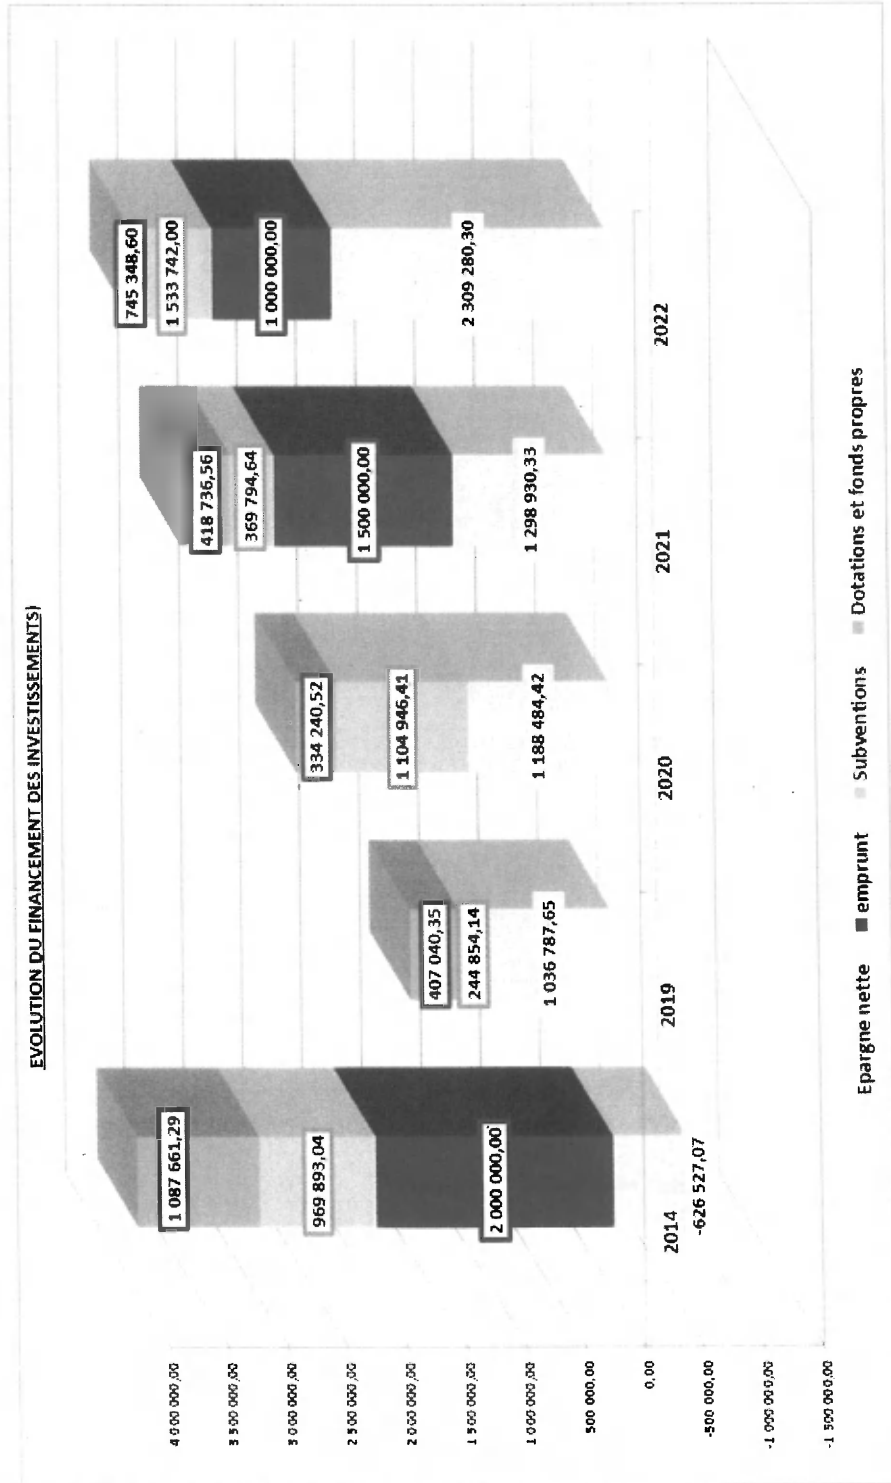 EVOLUTION DU FINANCEMENT DES INVESTISSEMENTS)
4 000 000,00
3 500 000,00
3 000 000,00
2 500 000,00
2 000 000,00
1 500 000,00
1 000 000,00
500 000,00
0,00
-500 000,00
-1 000 000,00
-1 500 000,00
1 087 661,29
969 893,04
2 000 000,00
2014
-626 527,07
407 040,35
244 854,14
1 036 787,65
2019
334 240,52
1 104 946,41
1 188 484,42
2020
418 736,56
369 794,64
1 500 000,00
1 298 930,33
2021
745 348,60
1 533 742,00
1 000 000,00
2 309 280,30
2022
Epargne nette
emprunt
Subventions
Dotations et fonds propres